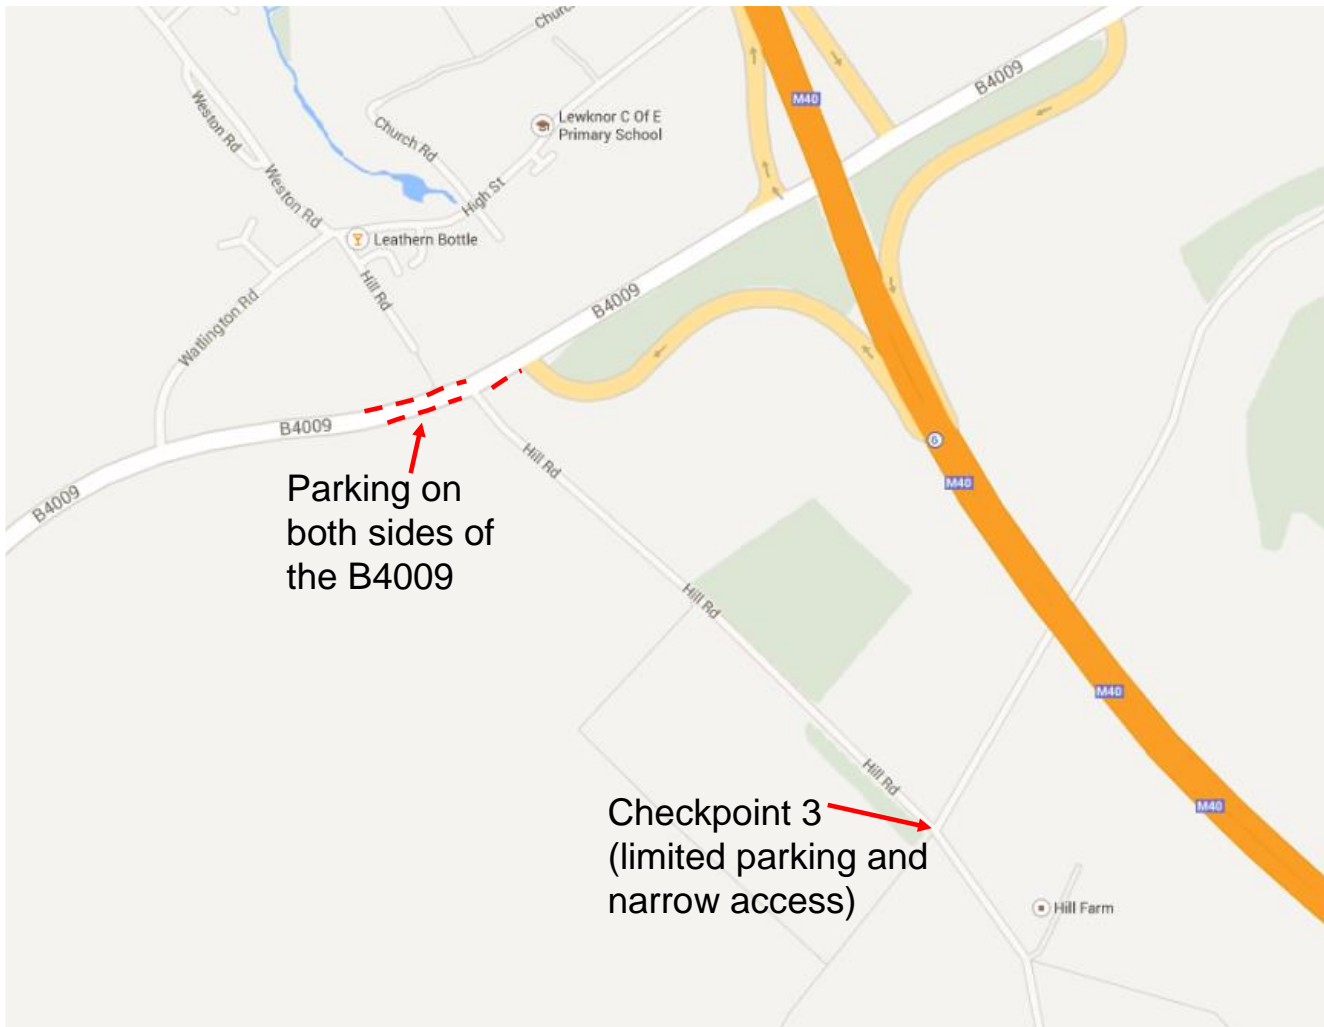 Church
B4009
M40
Weston Rd
Lewknor C Of E
Primary School
Church Rd
Weston Rd
High St
Leathern Bottle
Hill Rd
B4009
Watlington Rd
B4009
6
Hill Rd
M40
B4009
Parking on
both sides of
the B4009
Hill Rd
M40
Hill Rd
Checkpoint 3
(limited parking and
narrow access)
M40
Hill Farm